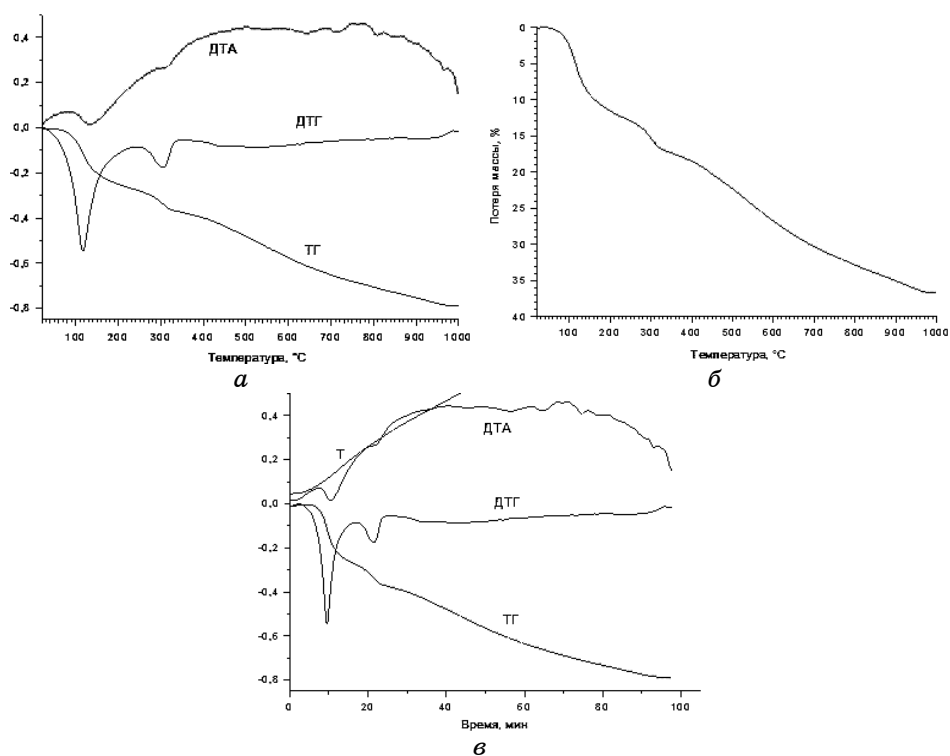 0,4
0,2
0,0
-0,2
-0,4
-0,6
-0,8
ДТА
ДТГ
ТГ
100 200 300 400 500 600 700 800 900 1000
Температура, °С
а
0
5
10
15
20
25
30
35
40
Потеря массы, %
100 200 300 400 500 600 700 800 900 1000
Температура, °С
б
0,4
0,2
0,0
-0,2
-0,4
-0,6
-0,8
Т
ДТА
ДТГ
ТГ
0 20 40 60 80 100
Время, мин
в